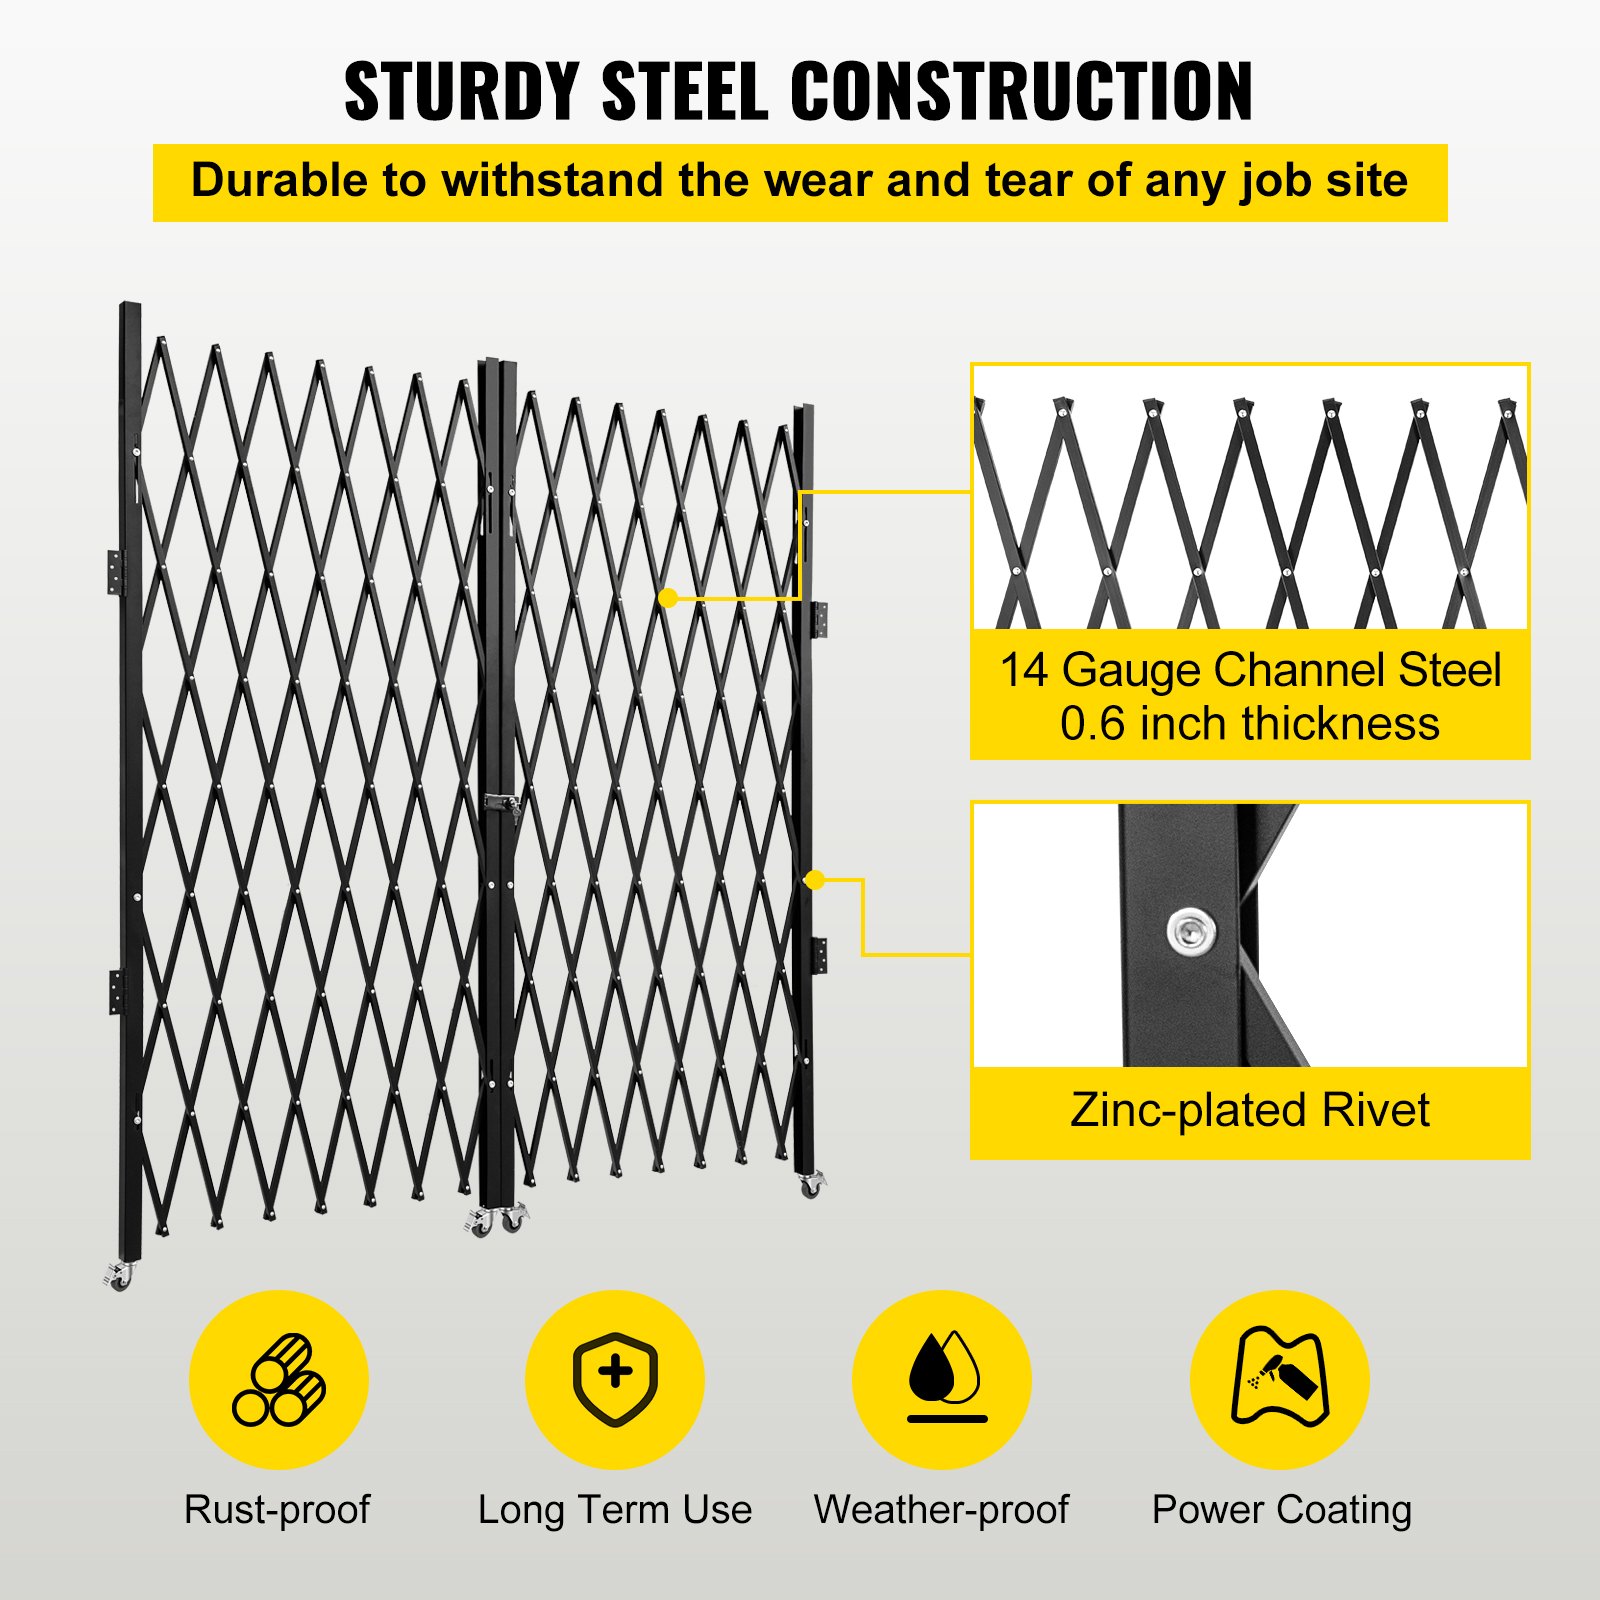 STURDY STEEL CONSTRUCTION
Durable to withstand the wear and tear of any job site
14 Gauge Channel Steel
0.6 inch thickness
Zinc-plated Rivet
Rust-proof
Long Term Use
Weather-proof
Power Coating